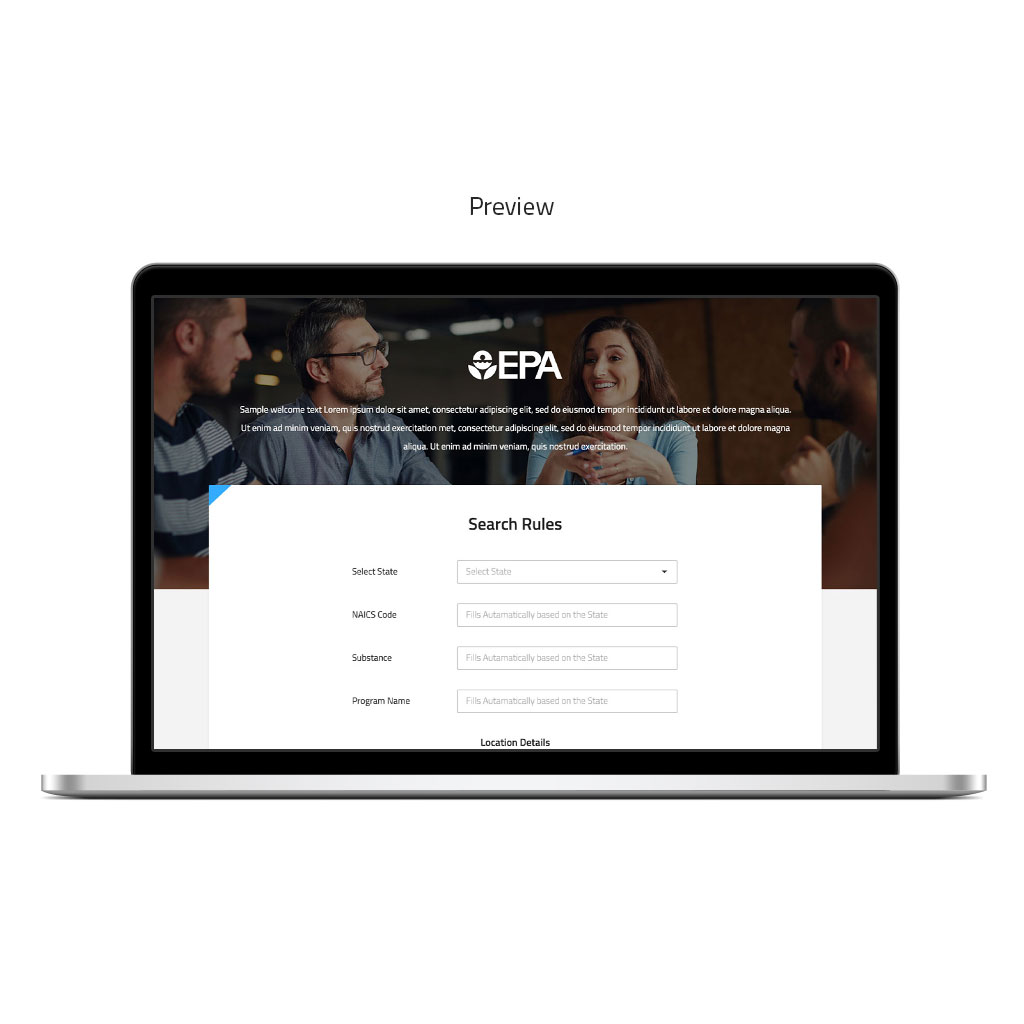 Preview
EPA
Sample welcome text Lorem ipsum dolor sit amet, consectetur adipiscing elit, sed do eiusmod tempor incididunt ut labore et dolore magna aliqua.
Ut enim ad minim veniam, quis nostrud exercitation met, consectetur adipiscing elit, sed do eiusmod tempor incididunt ut labore et dolore magna
aliqua. Ut enim ad minim veniam, quis nostrud exercitation.
Search Rules
Select State
Select State
NAICS Code
Fills Autamatically based on the State
Substance
Fills Autamatically based on the State
Program Name
Fills Autamatically based on the State
Location Details